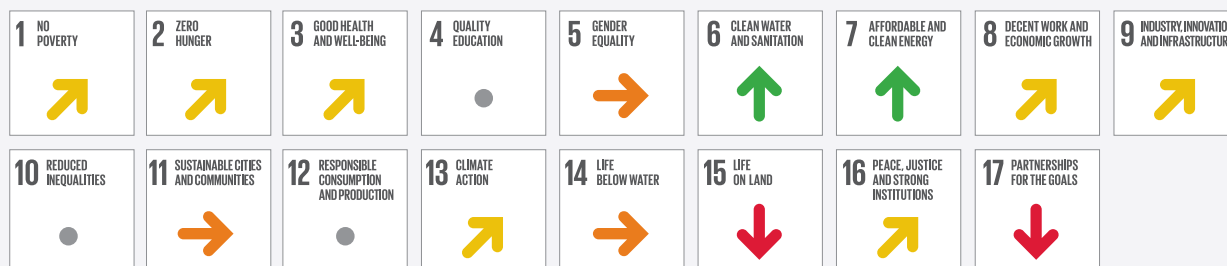 1 NO
POVERTY
2 ZERO
HUNGER
3 GOOD HEALTH
AND WELL-BEING
4 QUALITY
EDUCATION
5 GENDER
EQUALITY
6 CLEAN WATER
AND SANITATION
7 AFFORDABLE AND
CLEAN ENERGY
8 DECENT WORK AND
ECONOMIC GROWTH
9 INDUSTRY, INNOVATIO
AND INFRASTRUCTUR
10 REDUCED
INEQUALITIES
11 SUSTAINABLE CITIES
AND COMMUNITIES
12 RESPONSIBLE
CONSUMPTION
AND PRODUCTION
13 CLIMATE
ACTION
14 LIFE
BELOW WATER
15 LIFE
ON LAND
16 PEACE, JUSTICE
AND STRONG
INSTITUTIONS
17 PARTNERSHIPS
FOR THE GOALS